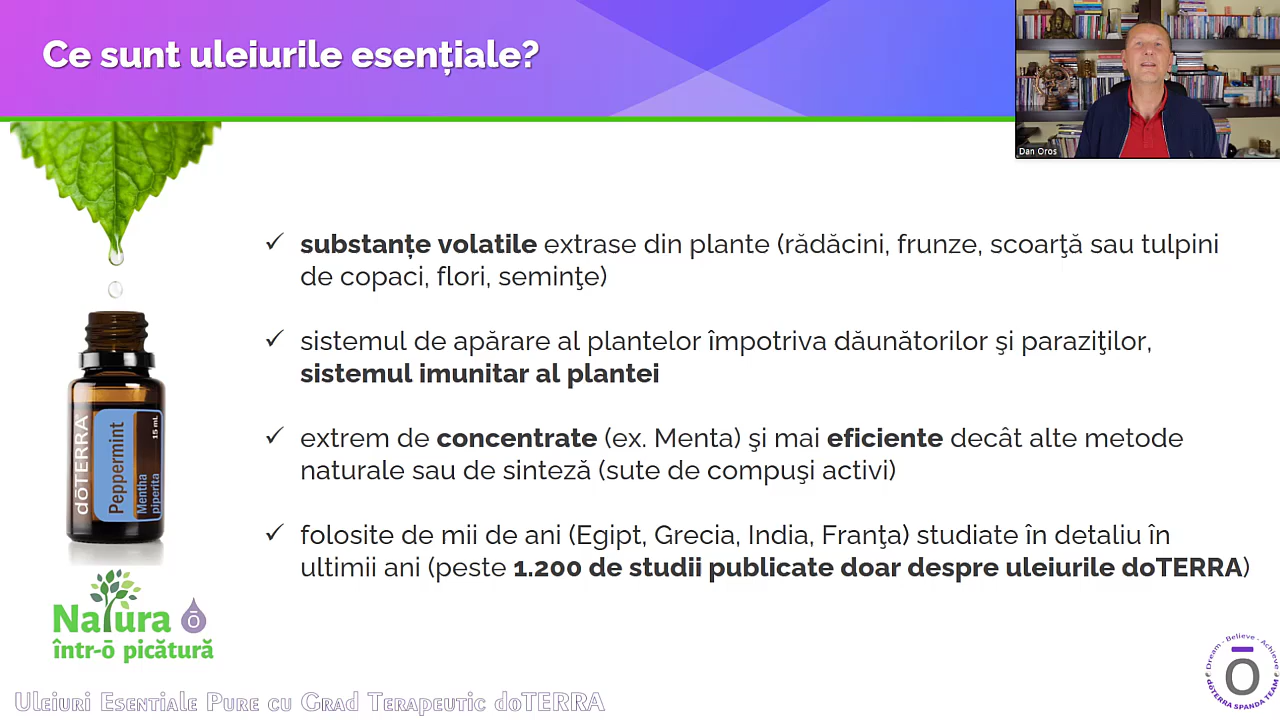 Ce sunt uleiurile esențiale?
Dan Oros
substanțe volatile extrase din plante (rădăcini, frunze, scoarţă sau tulpini
de copaci, flori, seminţe)
sistemul de apărare al plantelor împotriva dăunătorilor şi paraziţilor,
sistemul imunitar al plantei
extrem de concentrate (ex. Menta) şi mai eficiente decât alte metode
naturale sau de sinteză (sute de compuşi activi)
folosite de mii de ani (Egipt, Grecia, India, Franţa) studiate în detaliu în
ultimii ani (peste 1.200 de studii publicate doar despre uleiurile doTERRA)
dōTERRA
Peppermint
Mentha
piperita
15 mL
Natura ō
într-ō picătură
Uleiuri Esentiale Pure cu Grad Terapeutic doTERRA
Dream - Believe - Achieve
ō
dōTERRA SPANDA TEAM